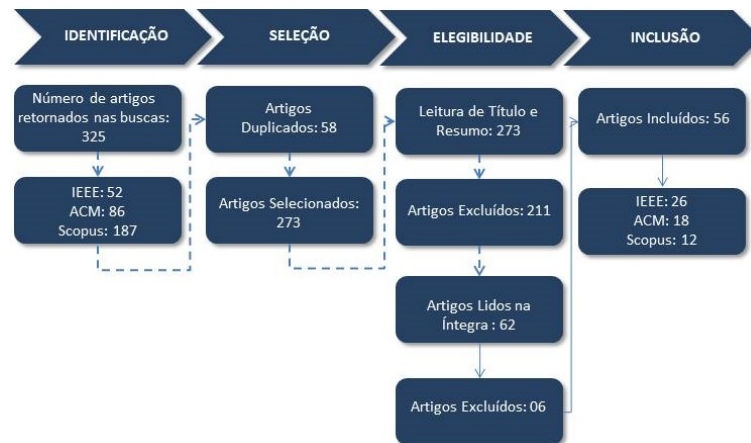 IDENTIFICAÇÃO
SELEÇÃO
ELEGIBILIDADE
INCLUSÃO
Número de artigos
retornados nas buscas:
325
IEEE: 52
ACM: 86
Scopus: 187
Artigos
Duplicados: 58
Artigos Selecionados:
273
Leitura de Título e
Resumo: 273
Artigos Excluídos: 211
Artigos Lidos na
Íntegra : 62
Artigos Excluídos: 06
Artigos Incluídos: 56
IEEE: 26
ACM: 18
Scopus: 12